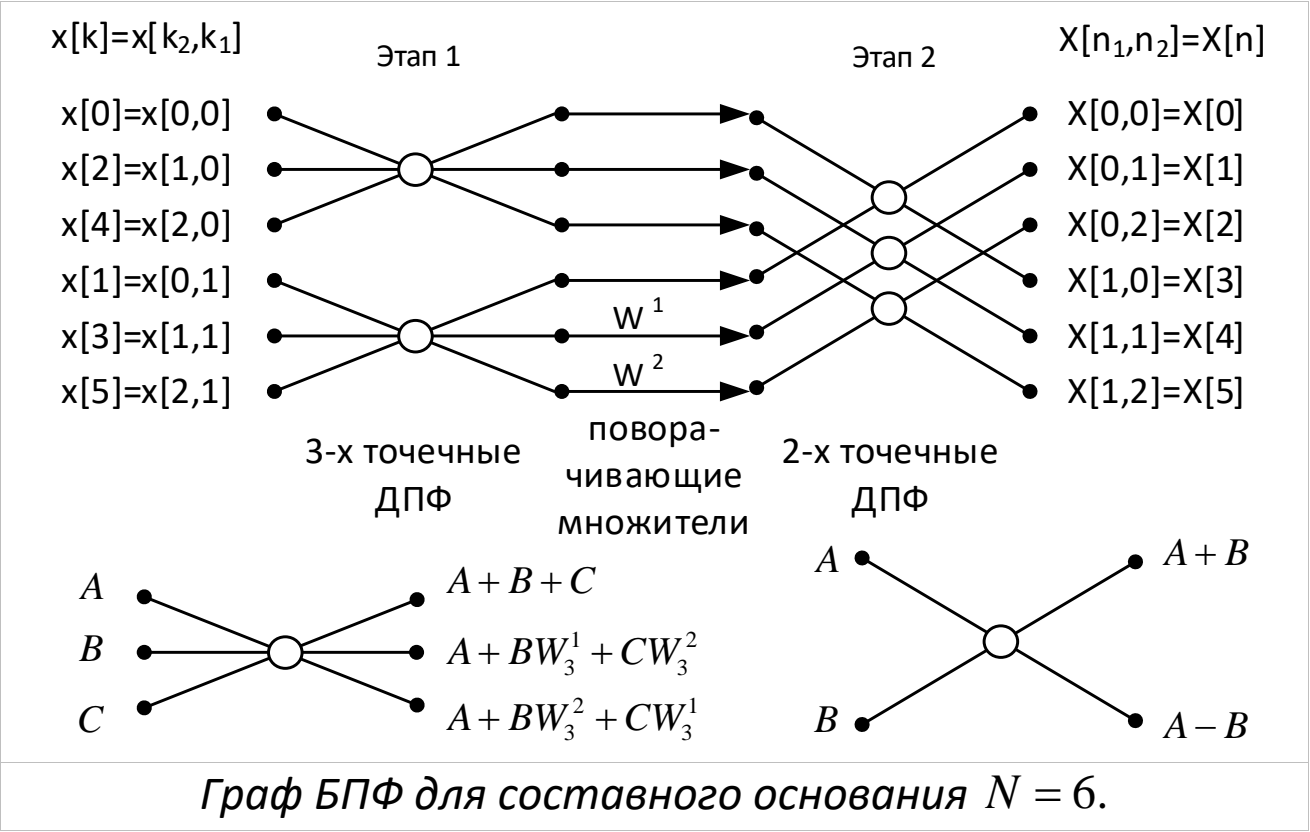 x[k]=x[k₂,k₁]
Этап 1
Этап 2
X[n₁,n₂]=X[n]
x[0]=x[0,0]
X[0,0]=X[0]
x[2]=x[1,0]
X[0,1]=X[1]
x[4]=x[2,0]
X[0,2]=X[2]
x[1]=x[0,1]
X[1,0]=X[3]
x[3]=x[1,1]
W ¹
X[1,1]=X[4]
x[5]=x[2,1]
W ²
X[1,2]=X[5]
3-х точечные
ДПФ
повора-
чивающие
множители
2-х точечные
ДПФ
A
A + B + C
B
A + BW₃¹ + CW₃²
C
A + BW₃² + CW₃¹
A
A + B
B
A − B
Граф БПФ для составного основания N = 6.